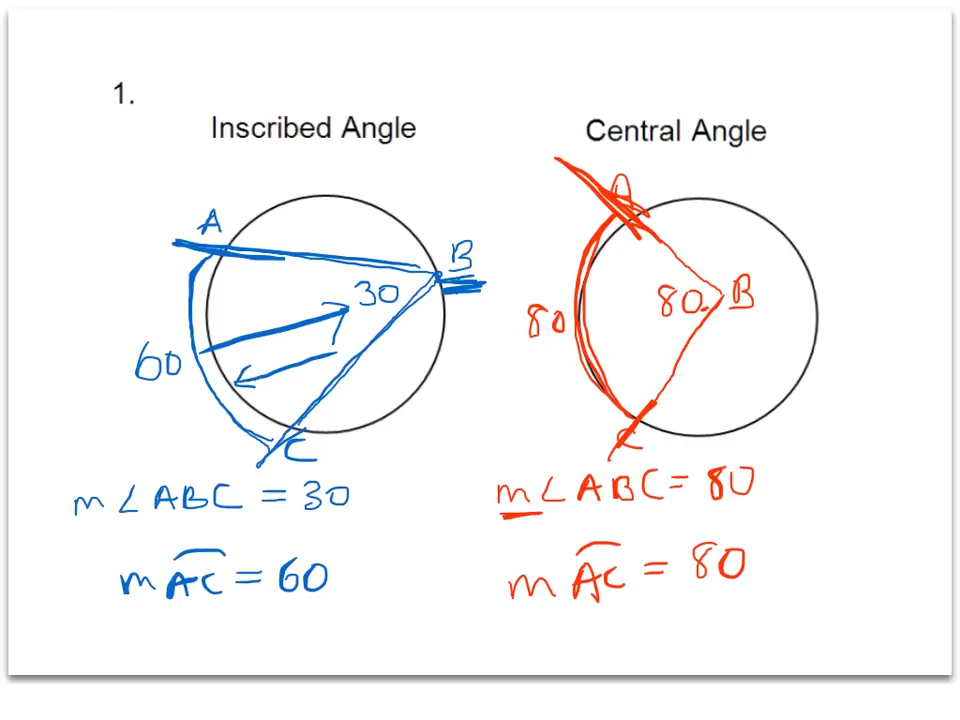 1.
Inscribed Angle
Central Angle
A
B
30
60
C
m∠ABC = 30
mAC = 60
A
B
80
80
C
m∠ABC = 80
mAC = 80